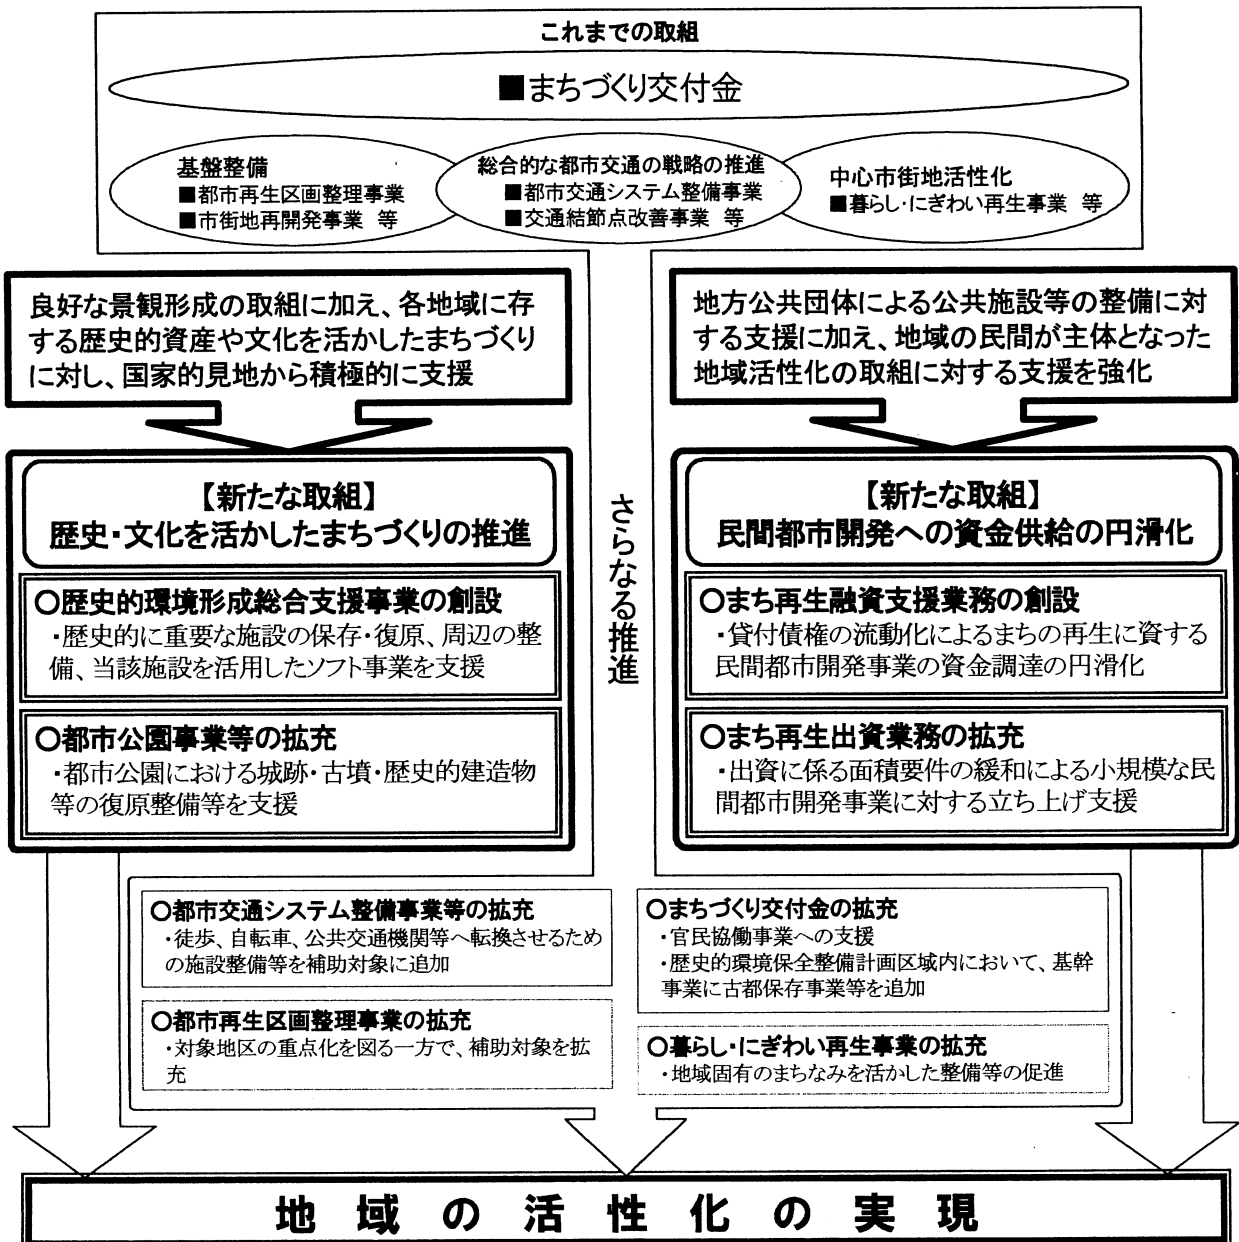 これまでの取組
■まちづくり交付金
基盤整備
■都市再生区画整理事業
■市街地再開発事業 等
総合的な都市交通の戦略の推進
■都市交通システム整備事業
■交通結節点改善事業 等
中心市街地活性化
■暮らし・にぎわい再生事業 等
良好な景観形成の取組に加え、各地域に存
する歴史的資産や文化を活かしたまちづくり
に対し、国家的見地から積極的に支援
地方公共団体による公共施設等の整備に対
する支援に加え、地域の民間が主体となった
地域活性化の取組に対する支援を強化
【新たな取組】
歴史・文化を活かしたまちづくりの推進
○歴史的環境形成総合支援事業の創設
・歴史的に重要な施設の保存・復原、周辺の整
備、当該施設を活用したソフト事業を支援
○都市公園事業等の拡充
・都市公園における城跡・古墳・歴史的建造物
等の復原整備等を支援
さらなる推進
【新たな取組】
民間都市開発への資金供給の円滑化
○まち再生融資支援業務の創設
・貸付債権の流動化によるまちの再生に資する
民間都市開発事業の資金調達の円滑化
○まち再生出資業務の拡充
・出資に係る面積要件の緩和による小規模な民
間都市開発事業に対する立ち上げ支援
○都市交通システム整備事業等の拡充
・徒歩、自転車、公共交通機関等へ転換させるため
の施設整備等を補助対象に追加
○都市再生区画整理事業の拡充
・対象地区の重点化を図る一方で、補助対象を拡
充
○まちづくり交付金の拡充
・官民協働事業への支援
・歴史的環境保全整備計画区域内において、基幹
事業に古都保存事業等を追加
○暮らし・にぎわい再生事業の拡充
・地域固有のまちなみを活かした整備等の促進
地域の活性化の実現